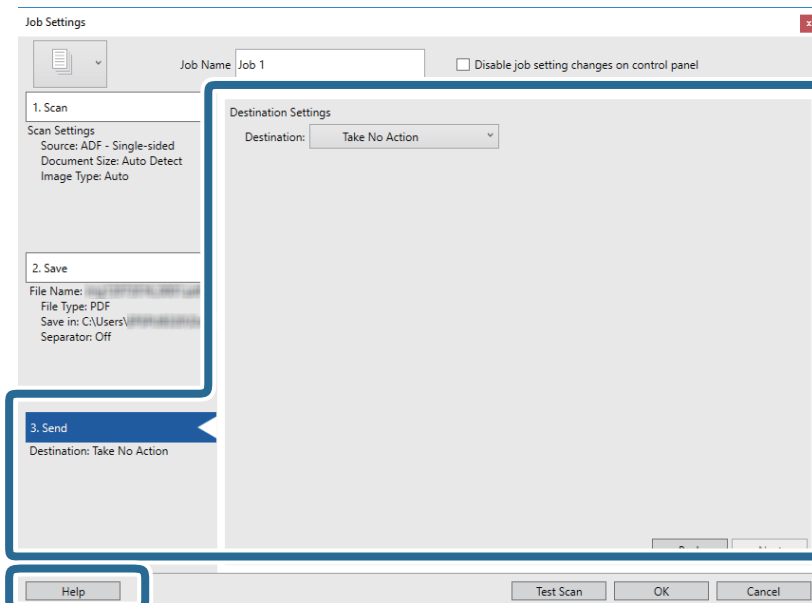 Job Settings
Job Name Job 1
Disable job setting changes on control panel
1. Scan
Scan Settings
Source: ADF - Single-sided
Document Size: Auto Detect
Image Type: Auto
2. Save
File Name:
File Type: PDF
Save in: C:\Users\
Separator: Off
3. Send
Destination: Take No Action
Destination Settings
Destination: Take No Action
Help
Test Scan
OK
Cancel